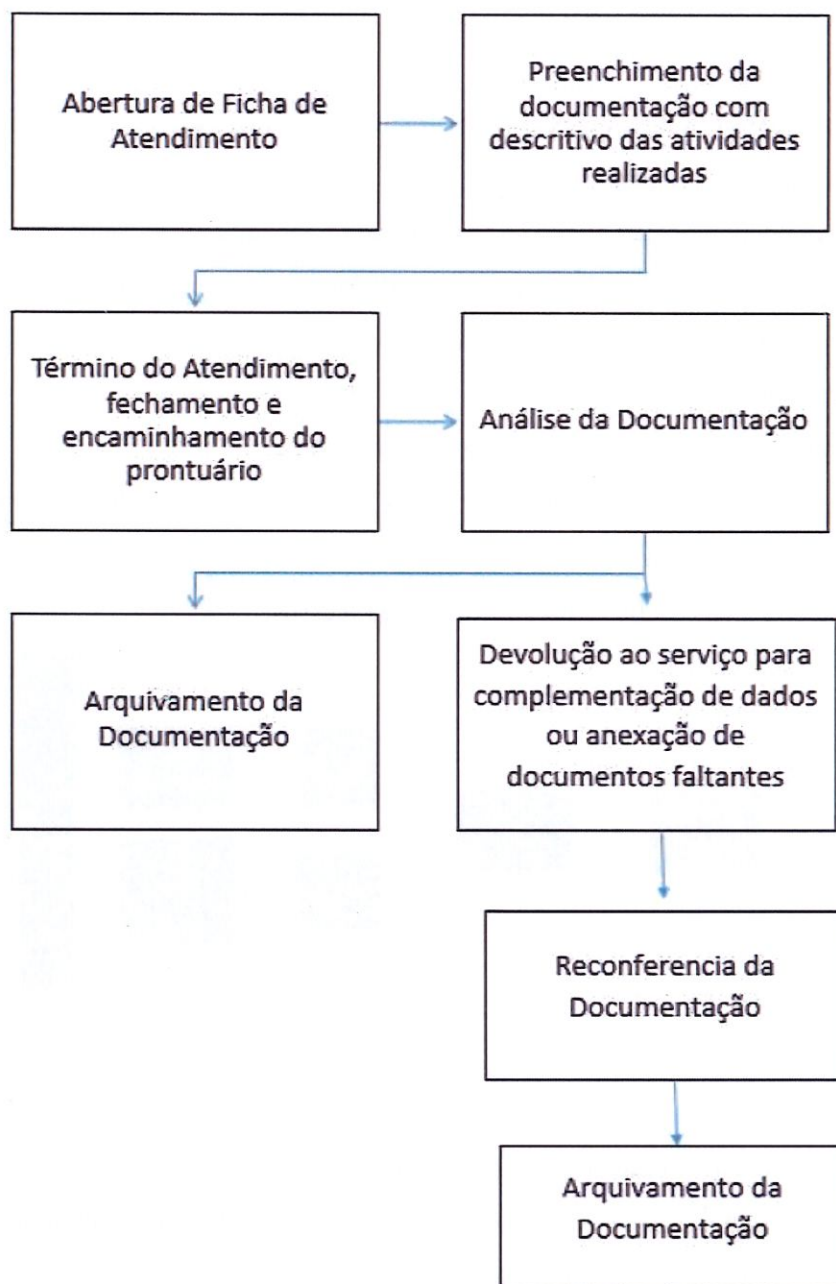 Abertura de Ficha de
Atendimento
Preenchimento da
documentação com
descritivo das atividades
realizadas
Término do Atendimento,
fechamento e
encaminhamento do
prontuário
Análise da Documentação
Arquivamento da
Documentação
Devolução ao serviço para
complementação de dados
ou anexação de
documentos faltantes
Reconferencia da
Documentação
Arquivamento da
Documentação